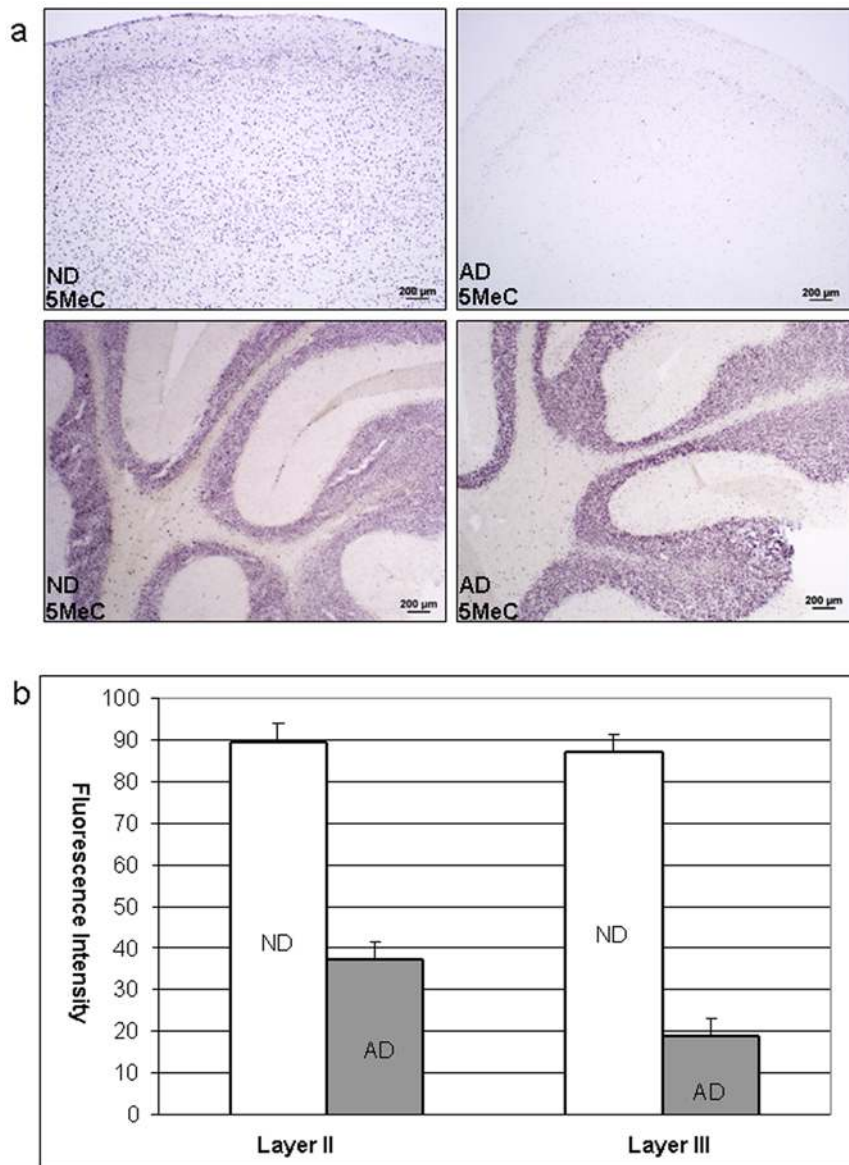 a
ND
5MeC
200 µm
AD
5MeC
200 µm
ND
5MeC
200 µm
AD
5MeC
200 µm
b
Fluorescence Intensity
100
90
80
70
60
50
40
30
20
10
0
ND
AD
ND
AD
Layer II
Layer III